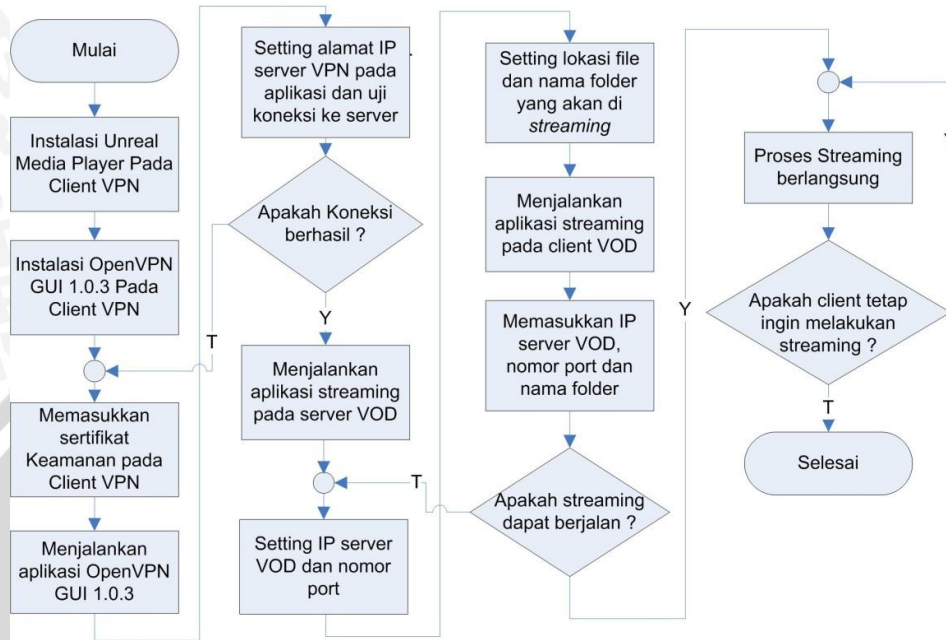 Mulai
Instalasi Unreal
Media Player Pada
Client VPN
Instalasi OpenVPN
GUI 1.0.3 Pada
Client VPN
T
Memasukkan
sertifikat
Keamanan pada
Client VPN
Menjalankan
aplikasi OpenVPN
GUI 1.0.3
Setting alamat IP
server VPN pada
aplikasi dan uji
koneksi ke server
Apakah Koneksi
berhasil ?
Y
Menjalankan
aplikasi streaming
pada server VOD
T
Setting IP server
VOD dan nomor
port
Setting lokasi file
dan nama folder
yang akan di
streaming
Menjalankan
aplikasi streaming
pada client VOD
Memasukkan IP
server VOD,
nomor port dan
nama folder
Apakah streaming
dapat berjalan ?
Y
Proses Streaming
berlangsung
Apakah client tetap
ingin melakukan
streaming ?
T
Selesai